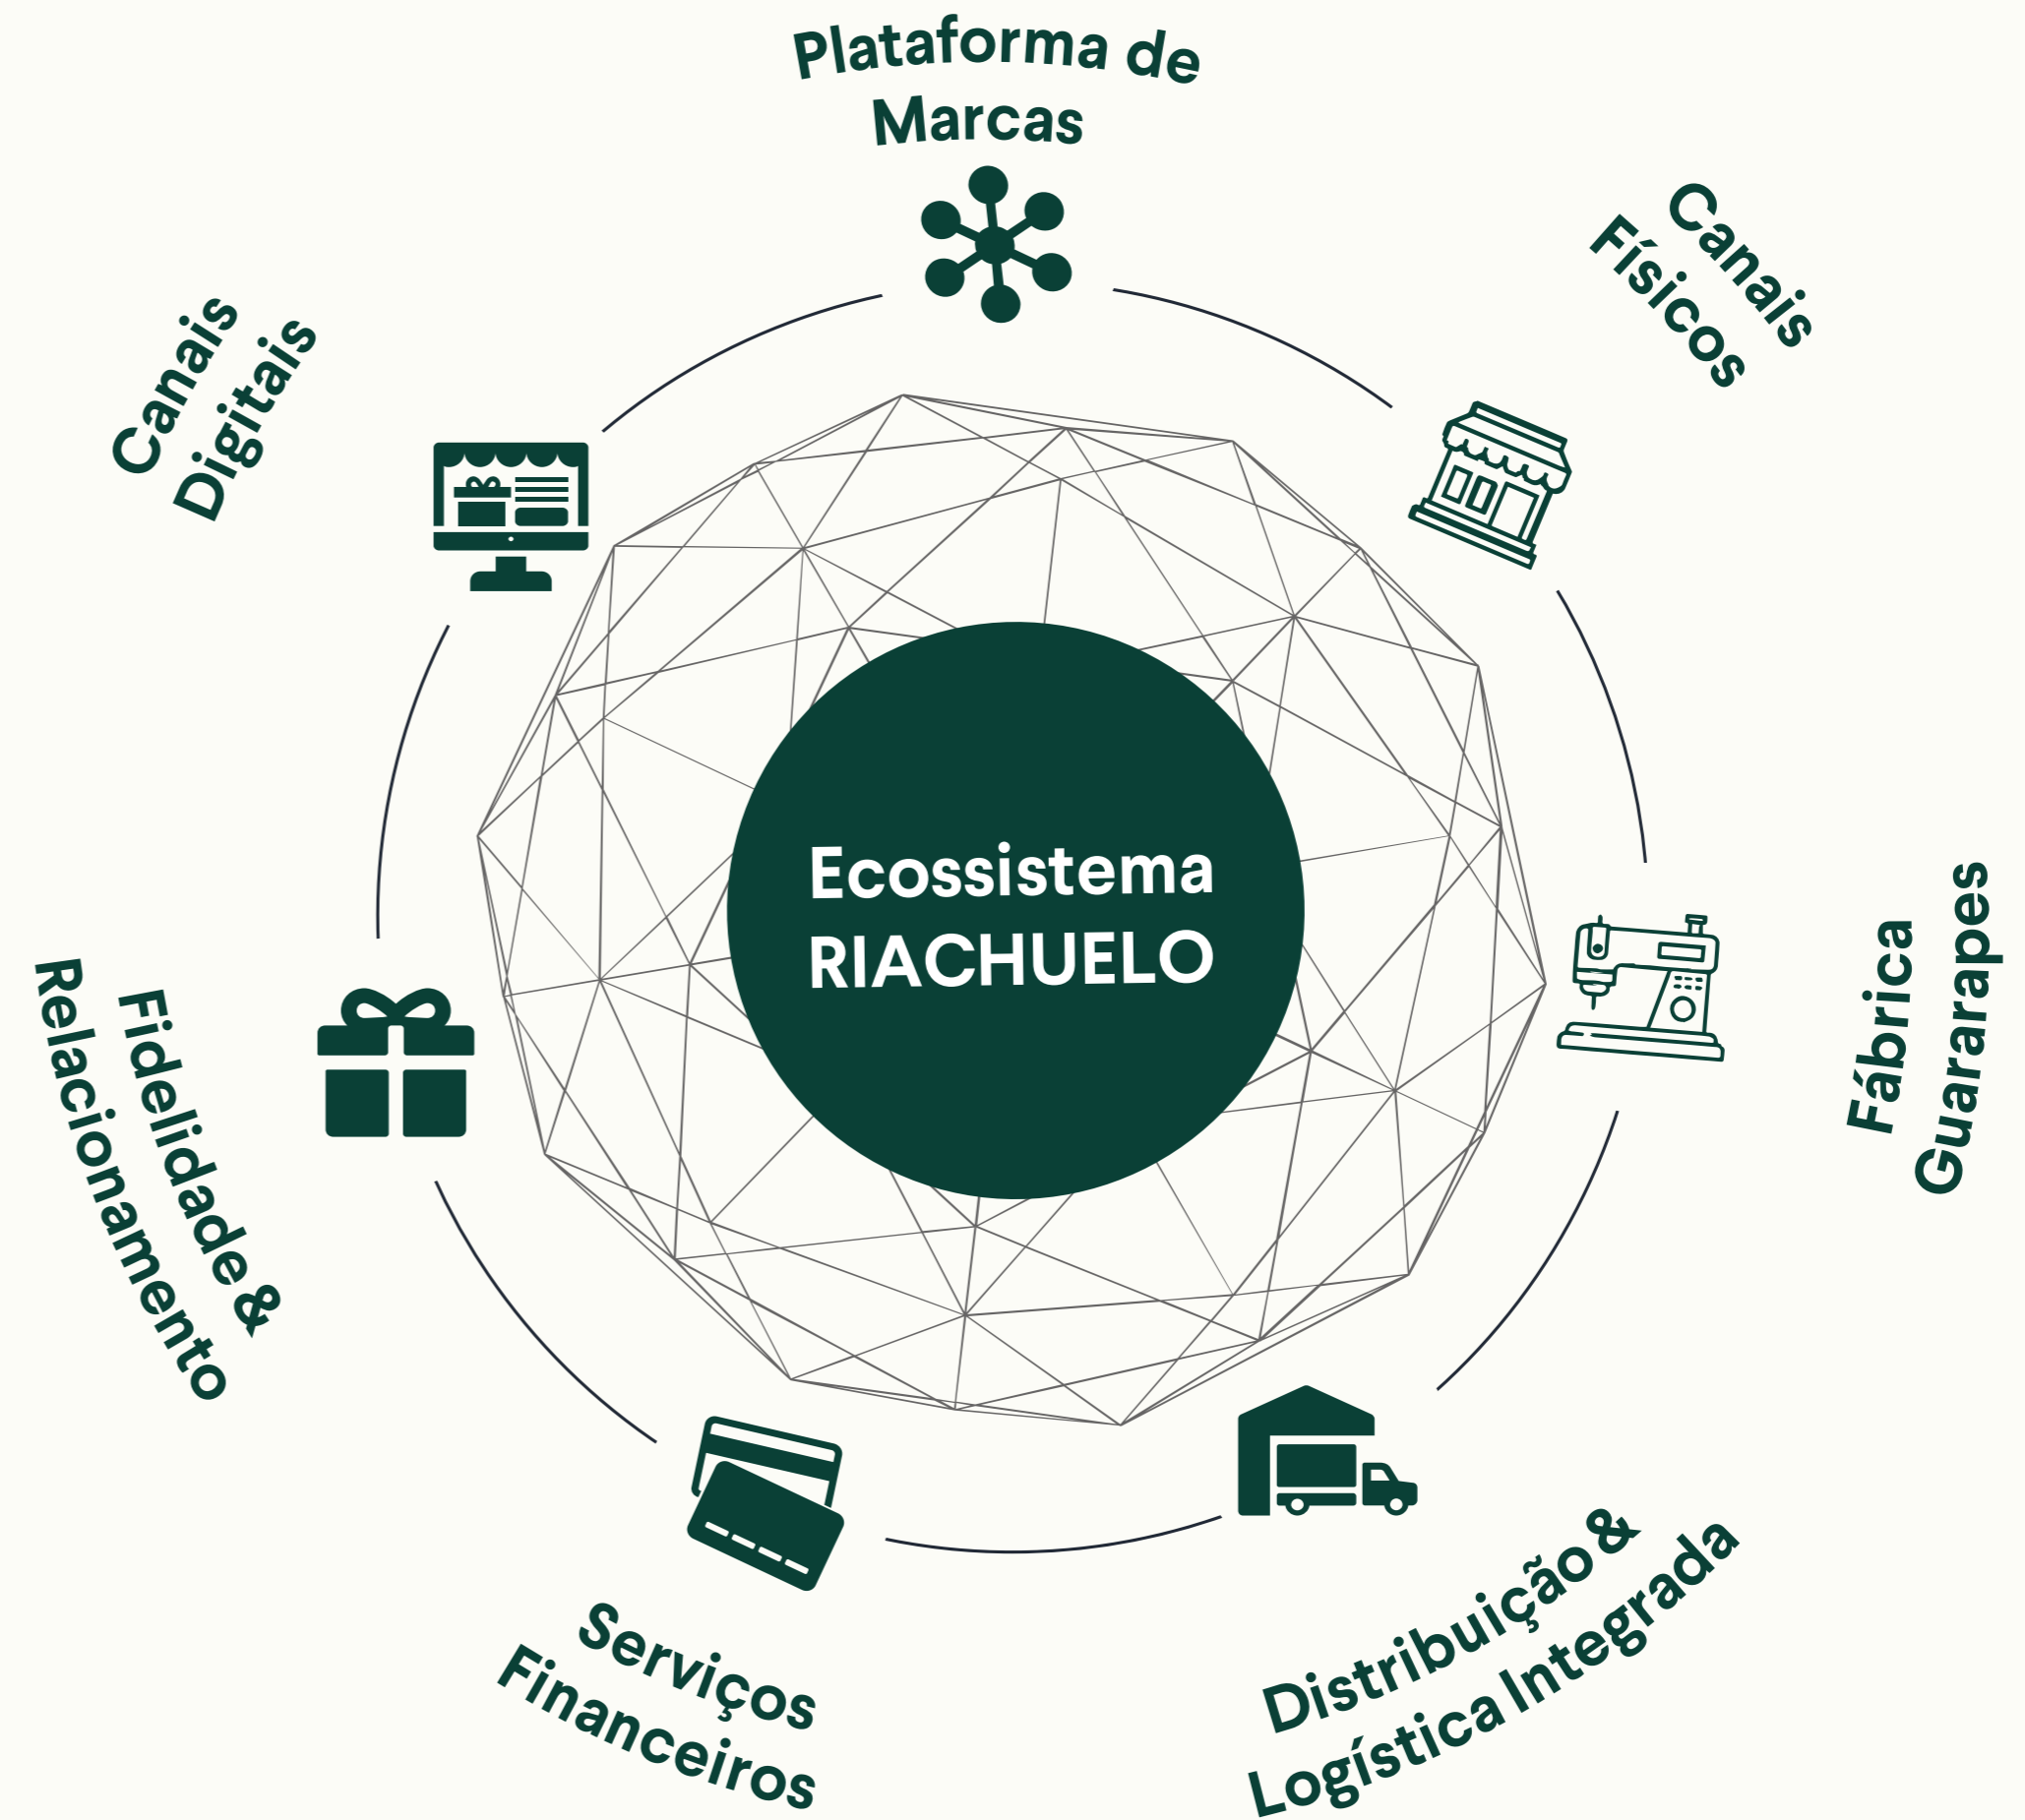 Plataforma de
Marcas
Canais
Físicos
Fábrica
Guararapes
Distribuição &
Logística Integrada
Serviços
Financeiros
Fidelidade &
Relacionamento
Canais
Digitais
Ecossistema
RIACHUELO